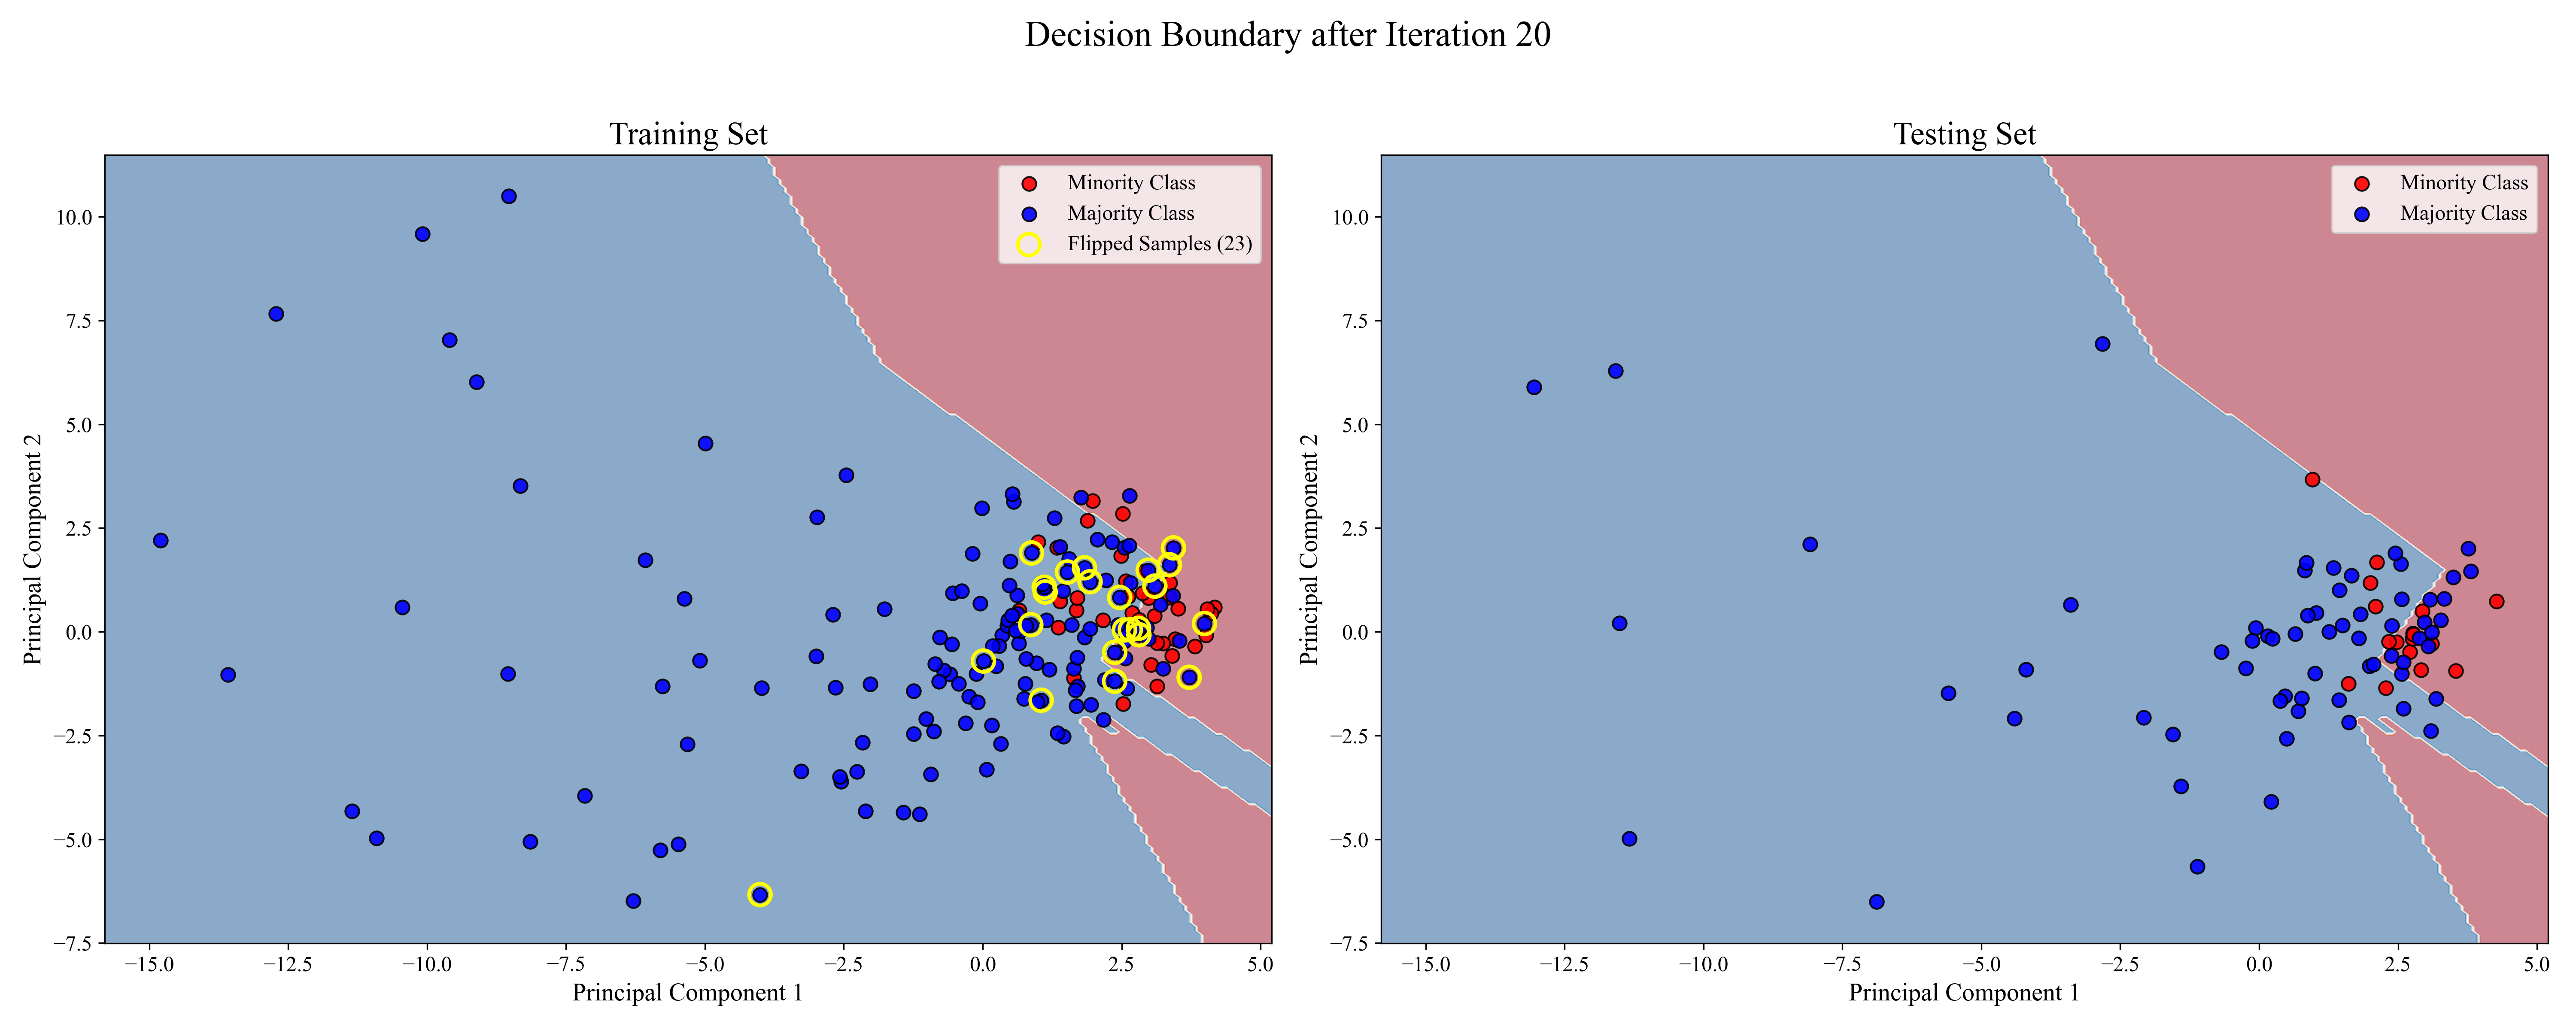 Decision Boundary after Iteration 20
Training Set
Minority Class
Majority Class
Flipped Samples (23)
Principal Component 2
10.0
7.5
5.0
2.5
0.0
−2.5
−5.0
−7.5
−15.0 −12.5 −10.0 −7.5 −5.0 −2.5 0.0 2.5 5.0
Principal Component 1
Testing Set
Minority Class
Majority Class
Principal Component 2
10.0
7.5
5.0
2.5
0.0
−2.5
−5.0
−7.5
−15.0 −12.5 −10.0 −7.5 −5.0 −2.5 0.0 2.5 5.0
Principal Component 1